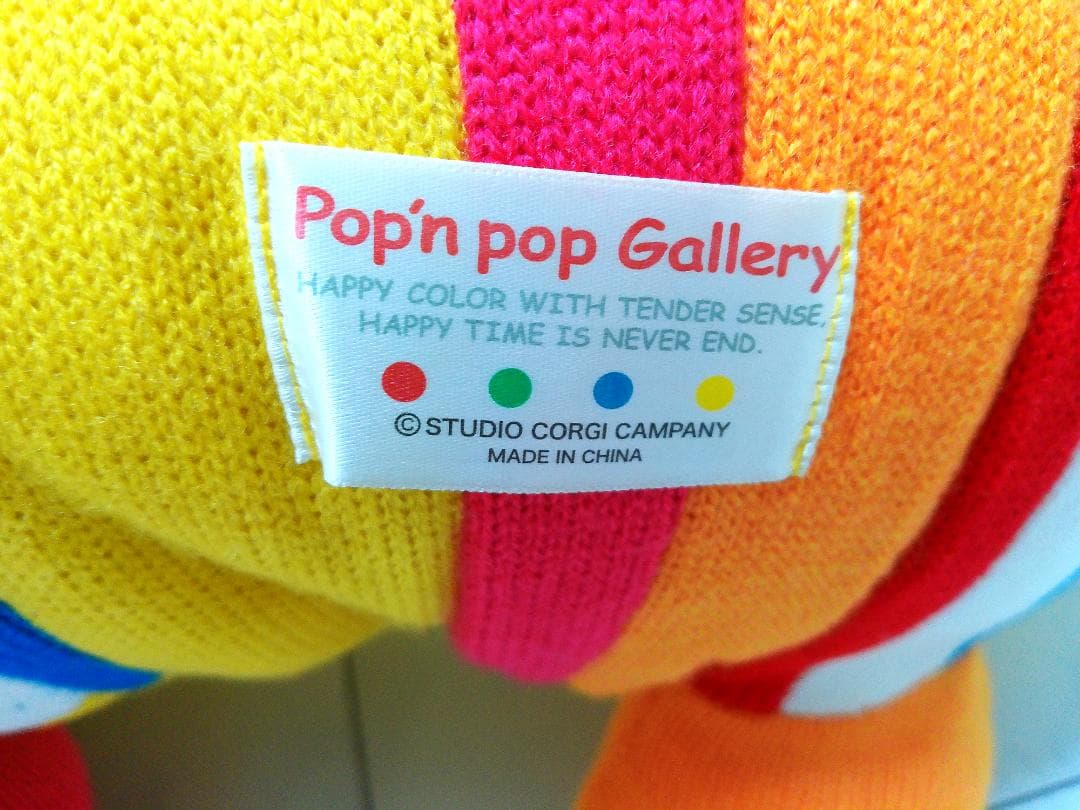 Pop'n pop Gallery
HAPPY COLOR WITH TENDER SENSE,
HAPPY TIME IS NEVER END.
©STUDIO CORGI CAMPANY
MADE IN CHINA